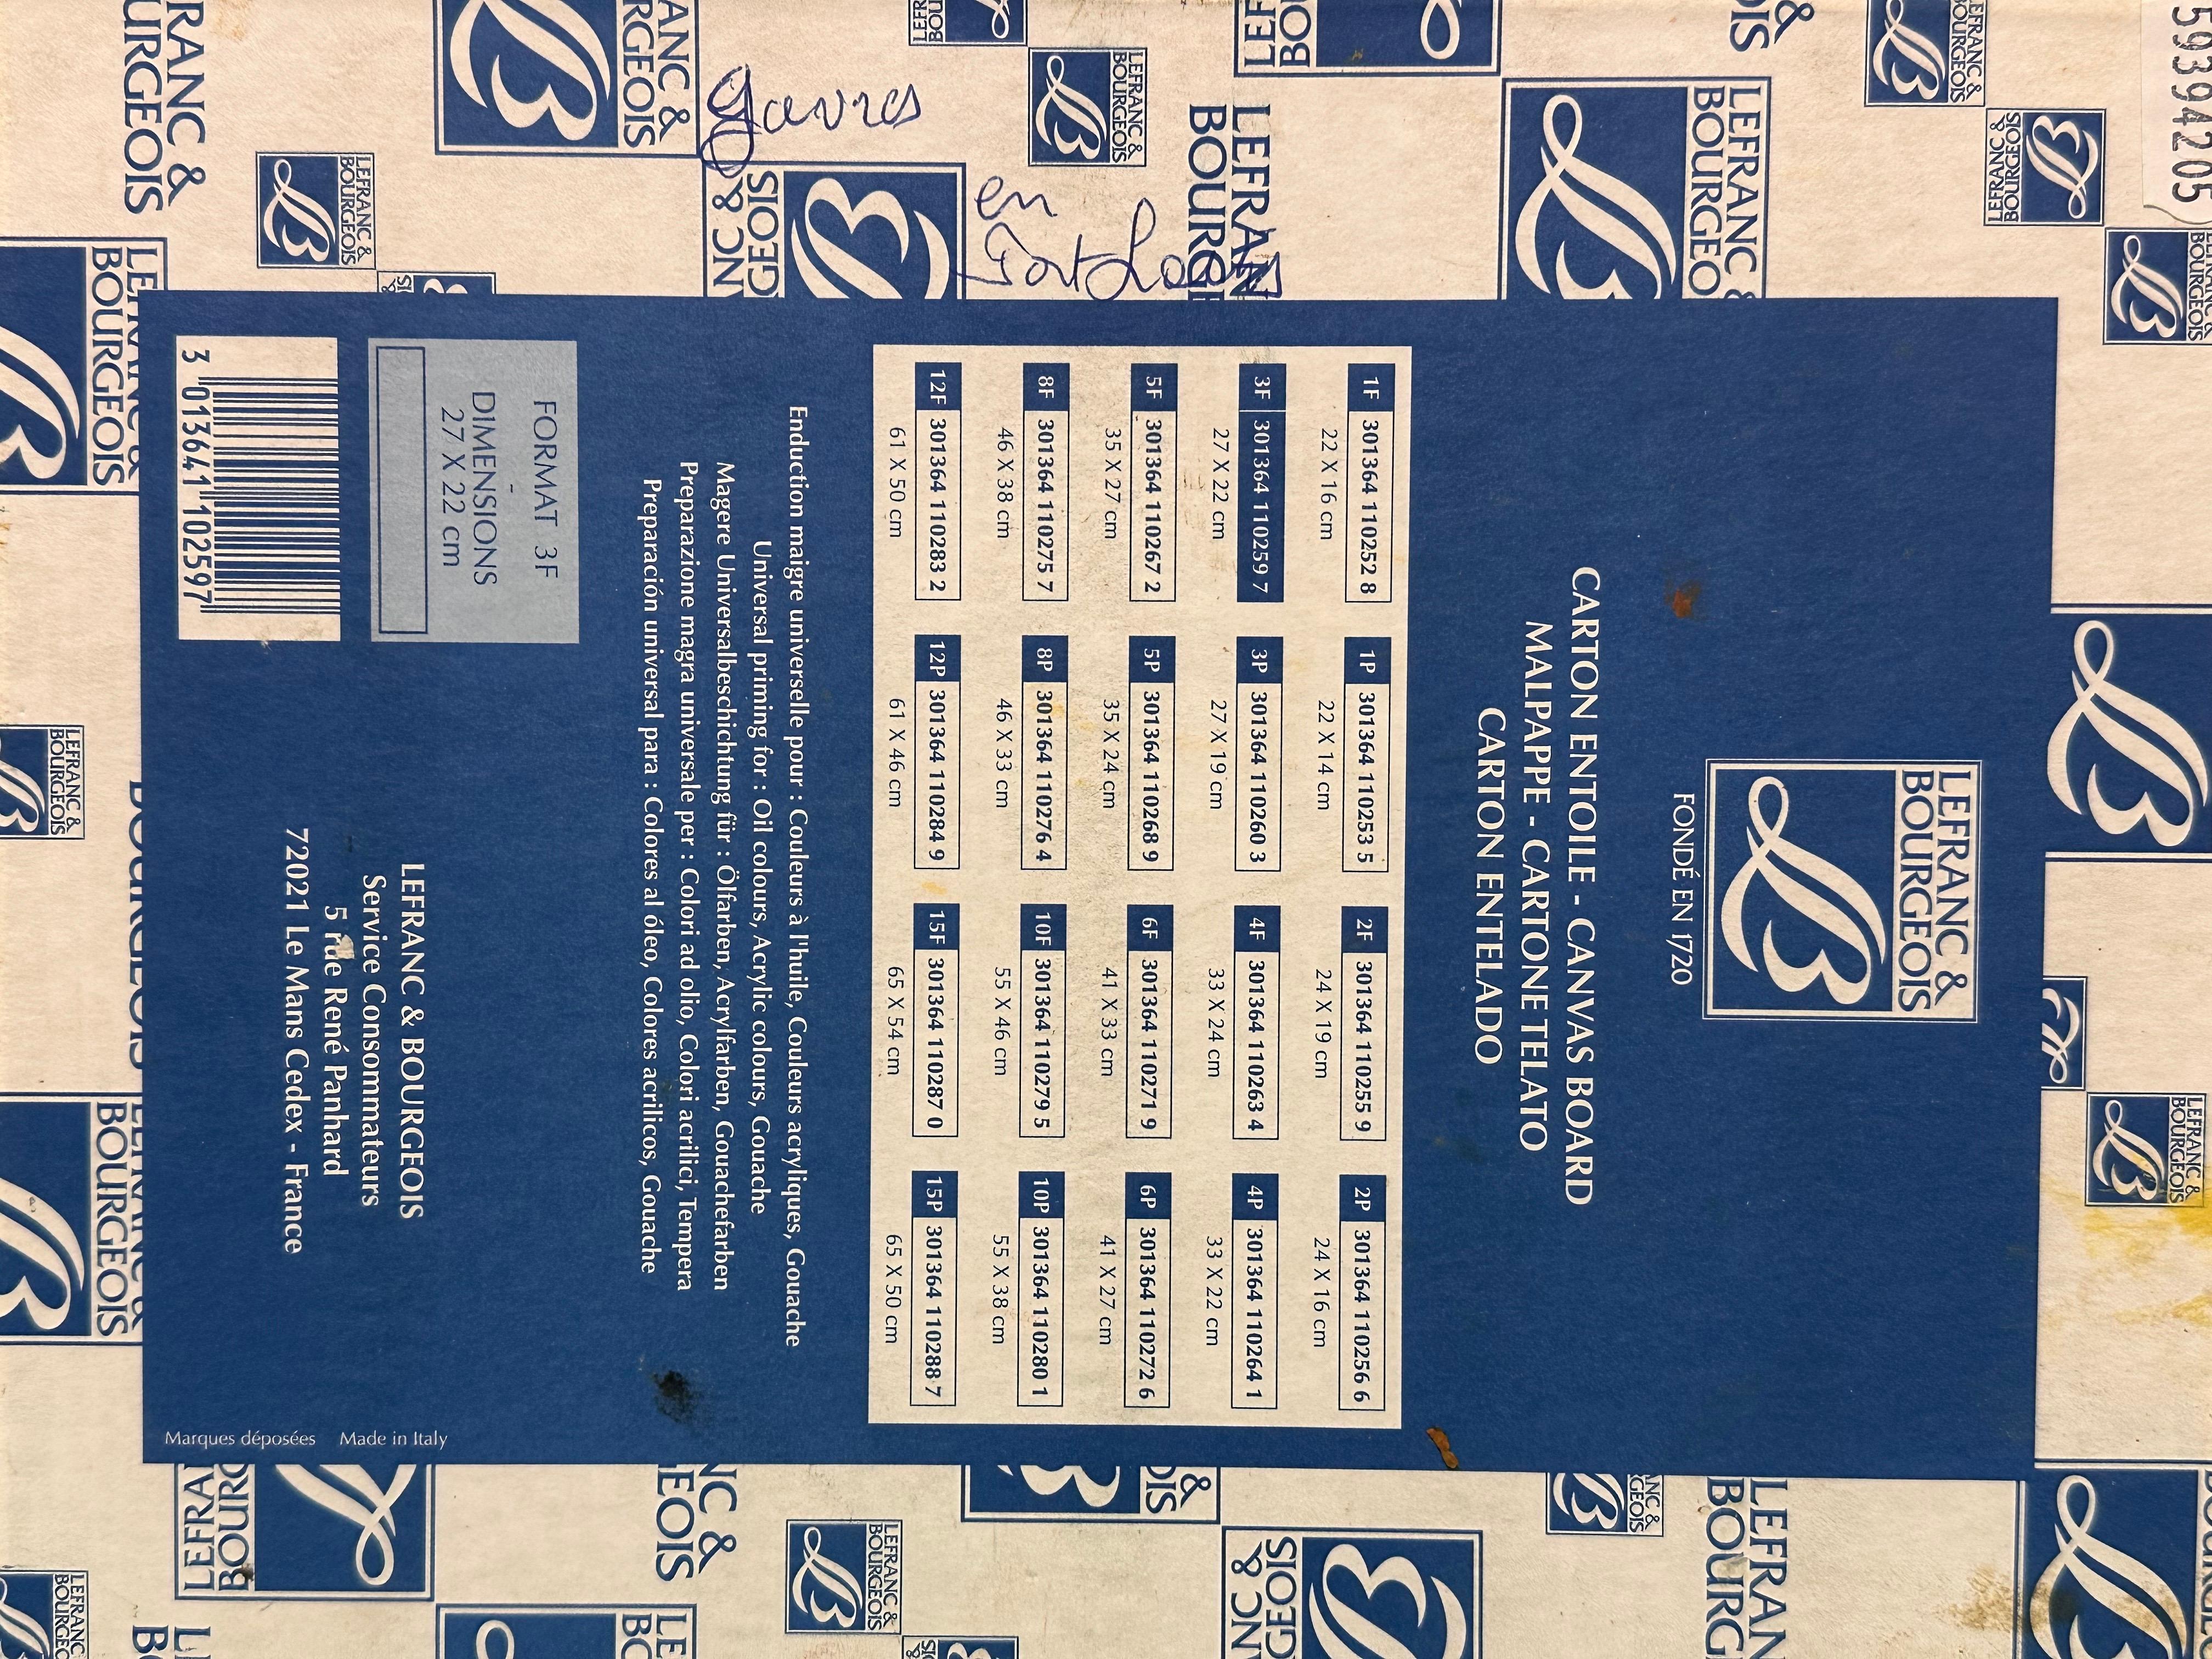 59394205
gavres
en
LEFRANC &
BOURGEOIS
FONDÉ EN 1720
CARTON ENTOILE - CANVAS BOARD
MALPAPPE - CARTONE TELATO
CARTON ENTELADO
1F 301364 110252 8 1P 301364 110253 5 2F 301364 110255 9 2P 301364 110256 6
22 X 16 cm 22 X 14 cm 24 X 19 cm 24 X 16 cm
3F 301364 110259 7 3P 301364 110260 3 4F 301364 110263 4 4P 301364 110264 1
27 X 22 cm 27 X 19 cm 33 X 24 cm 33 X 22 cm
5F 301364 110267 2 5P 301364 110268 9 6F 301364 110271 9 6P 301364 110272 6
35 X 27 cm 35 X 24 cm 41 X 33 cm 41 X 27 cm
8F 301364 110275 7 8P 301364 110276 4 10F 301364 110279 5 10P 301364 110280 1
46 X 38 cm 46 X 33 cm 55 X 46 cm 55 X 38 cm
12F 301364 110283 2 12P 301364 110284 9 15F 301364 110287 0 15P 301364 110288 7
61 X 50 cm 61 X 46 cm 65 X 54 cm 65 X 50 cm
Enduction maigre universelle pour : Couleurs à l'huile, Couleurs acryliques, Gouache
Universal priming for : Oil colours, Acrylic colours, Gouache
Magere Universalbeschichtung für : Ölfarben, Acrylfarben, Gouachefarben
Preparazione magra universale per : Colori ad olio, Colori acrilici, Tempera
Preparación universal para : Colores al óleo, Colores acrilicos, Gouache
FORMAT 3F
DIMENSIONS
27 X 22 cm
3 013641 102597
LEFRANC & BOURGEOIS
Service Consommateurs
5 rue René Panhard
72021 Le Mans Cedex - France
Marques déposées Made in Italy